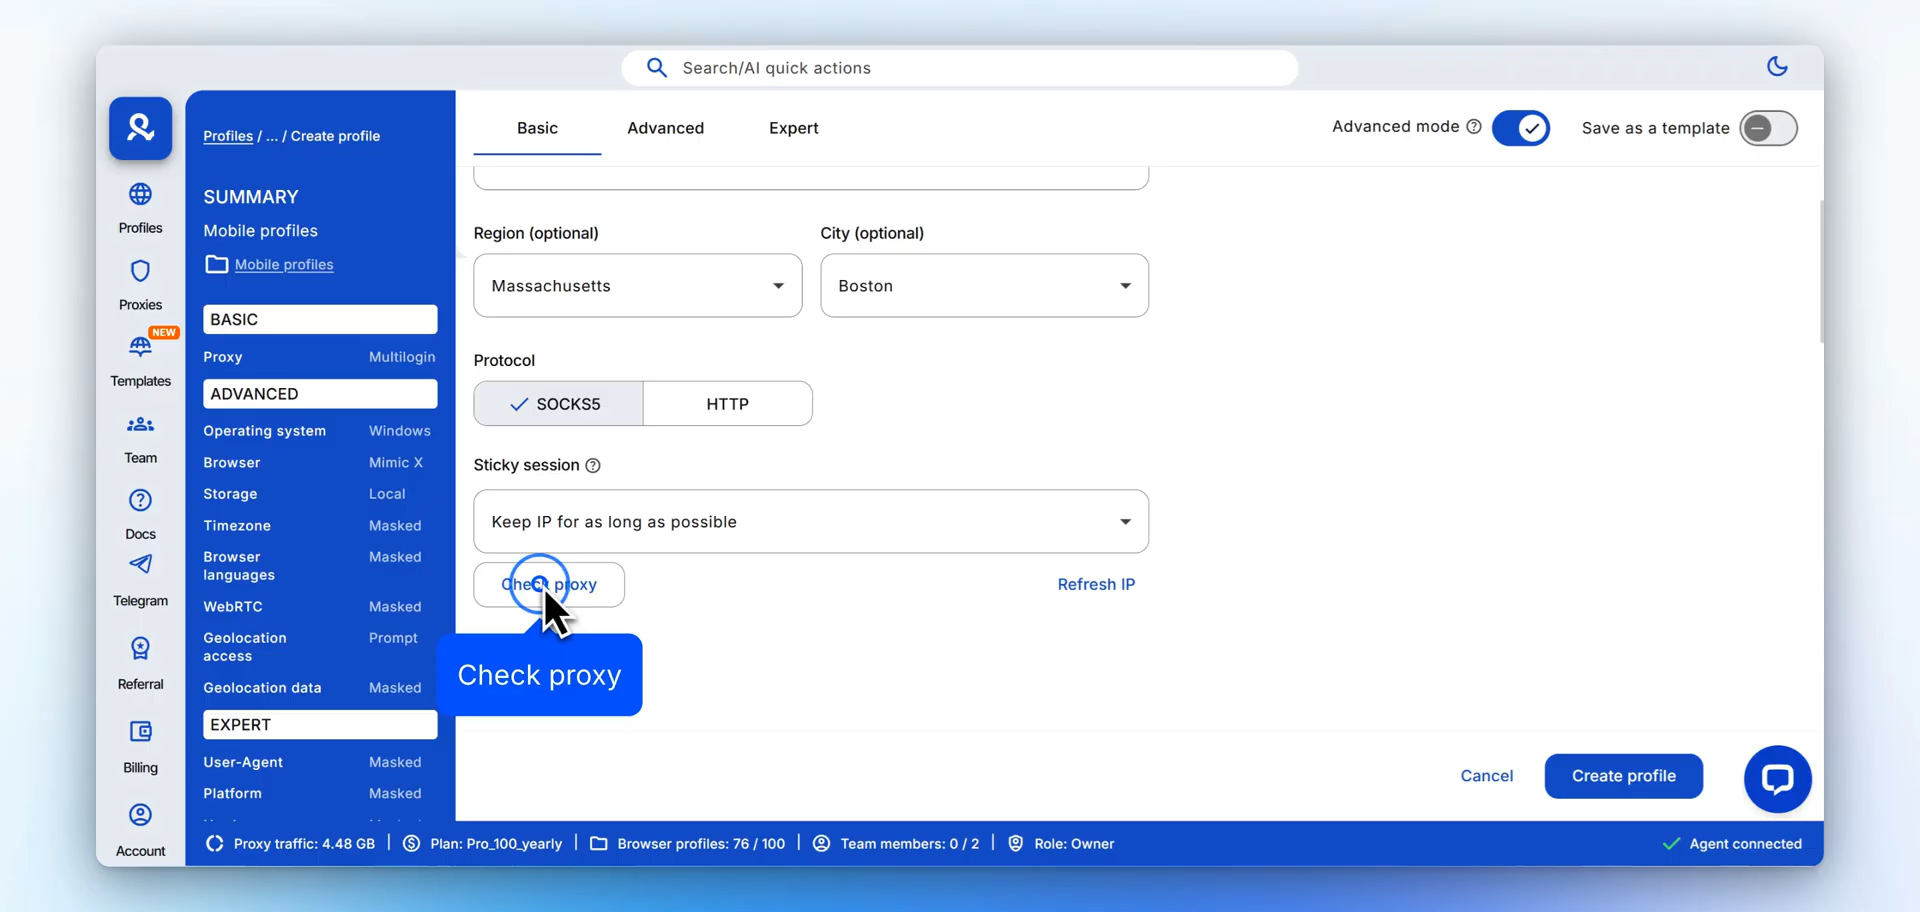 Search/AI quick actions
Profiles / ... / Create profile
Basic
Advanced
Expert
Advanced mode
Save as a template
Profiles
Proxies
NEW
Templates
Team
Docs
Telegram
Referral
Billing
Account
SUMMARY
Mobile profiles
Mobile profiles
BASIC
Proxy Multilogin
ADVANCED
Operating system Windows
Browser Mimic X
Storage Local
Timezone Masked
Browser Masked
languages
WebRTC Masked
Geolocation Prompt
access
Geolocation data Masked
EXPERT
User-Agent Masked
Platform Masked
Region (optional)
City (optional)
Massachusetts
Boston
Protocol
SOCKS5
HTTP
Sticky session
Keep IP for as long as possible
Check proxy
Refresh IP
Check proxy
Cancel
Create profile
Proxy traffic: 4.48 GB
Plan: Pro_100_yearly
Browser profiles: 76 / 100
Team members: 0 / 2
Role: Owner
Agent connected